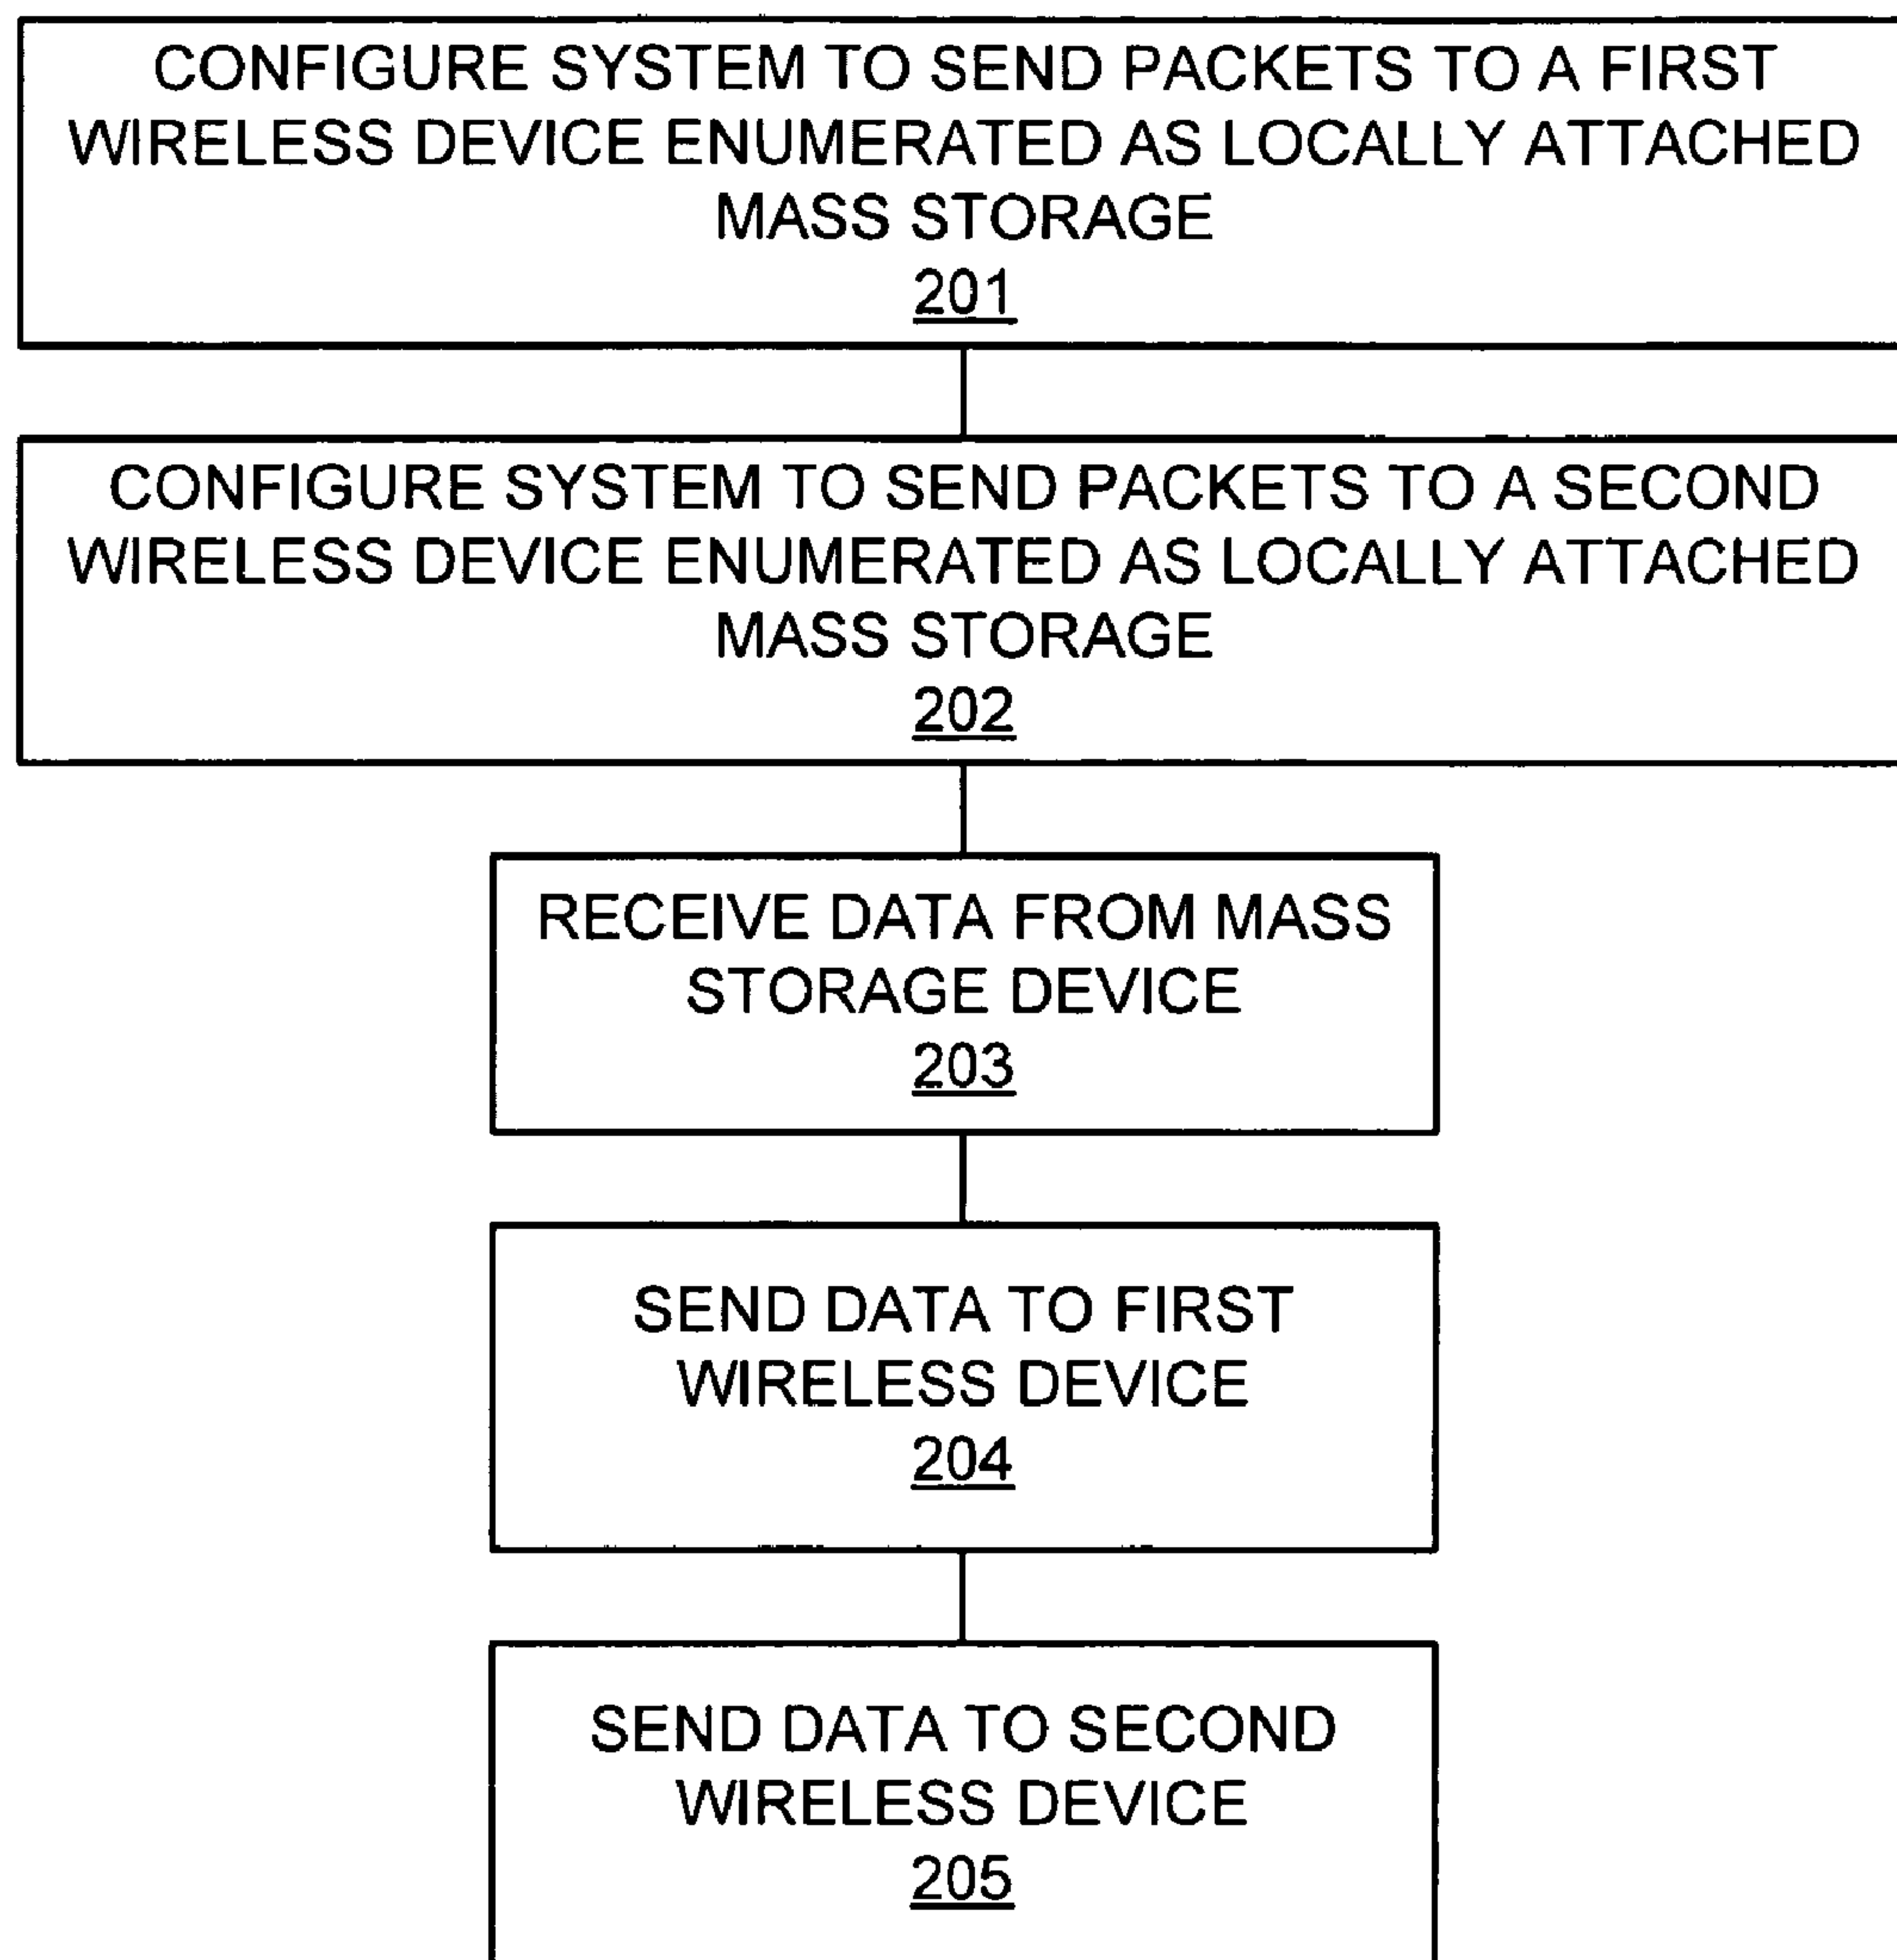 CONFIGURE SYSTEM TO SEND PACKETS TO A FIRST
WIRELESS DEVICE ENUMERATED AS LOCALLY ATTACHED
MASS STORAGE
201
CONFIGURE SYSTEM TO SEND PACKETS TO A SECOND
WIRELESS DEVICE ENUMERATED AS LOCALLY ATTACHED
MASS STORAGE
202
RECEIVE DATA FROM MASS
STORAGE DEVICE
203
SEND DATA TO FIRST
WIRELESS DEVICE
204
SEND DATA TO SECOND
WIRELESS DEVICE
205